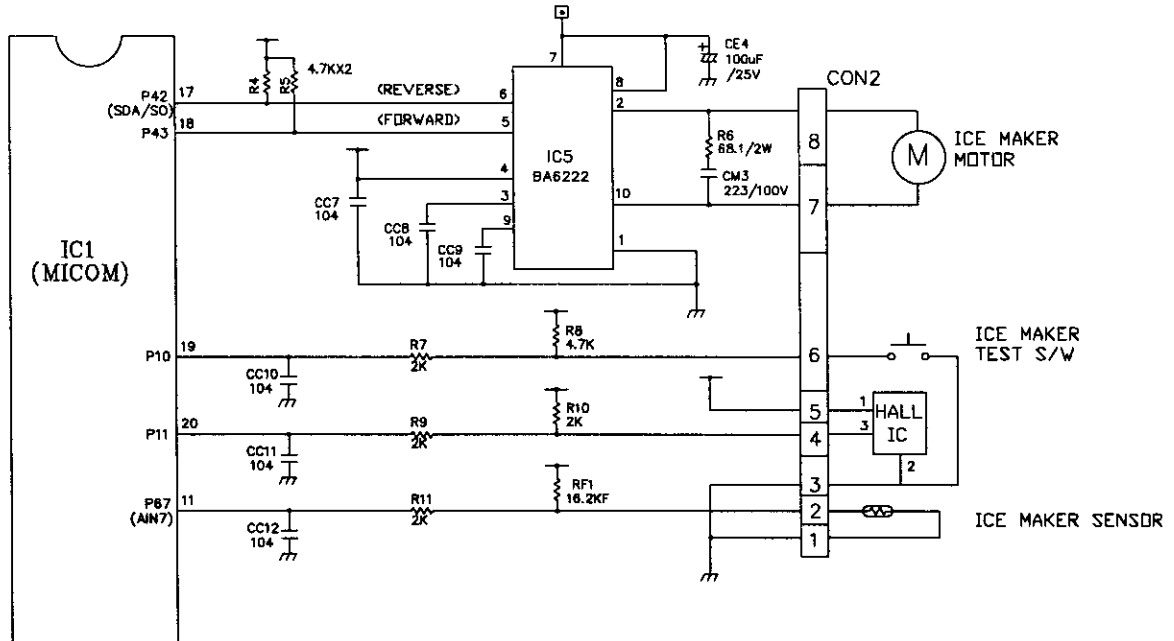 IC1
(MICOM)
P42
(SDA/SO)
17
P43
18
R4
R5
4.7KX2
(REVERSE)
(FORWARD)
6
5
7
8
2
4
3
9
10
1
IC5
BA6222
CE4
100uF
/25V
+
CC7
104
CC8
104
CC9
104
R6
68.1/2W
CM3
223/100V
CON2
8
7
M
ICE MAKER
MOTOR
P10
19
CC10
104
R7
2K
R8
4.7K
6
ICE MAKER
TEST S/W
P11
20
CC11
104
R9
2K
R10
2K
5
4
1
3
2
HALL
IC
P67
(AIN7)
11
CC12
104
R11
2K
RF1
16.2KF
3
2
1
ICE MAKER SENSOR